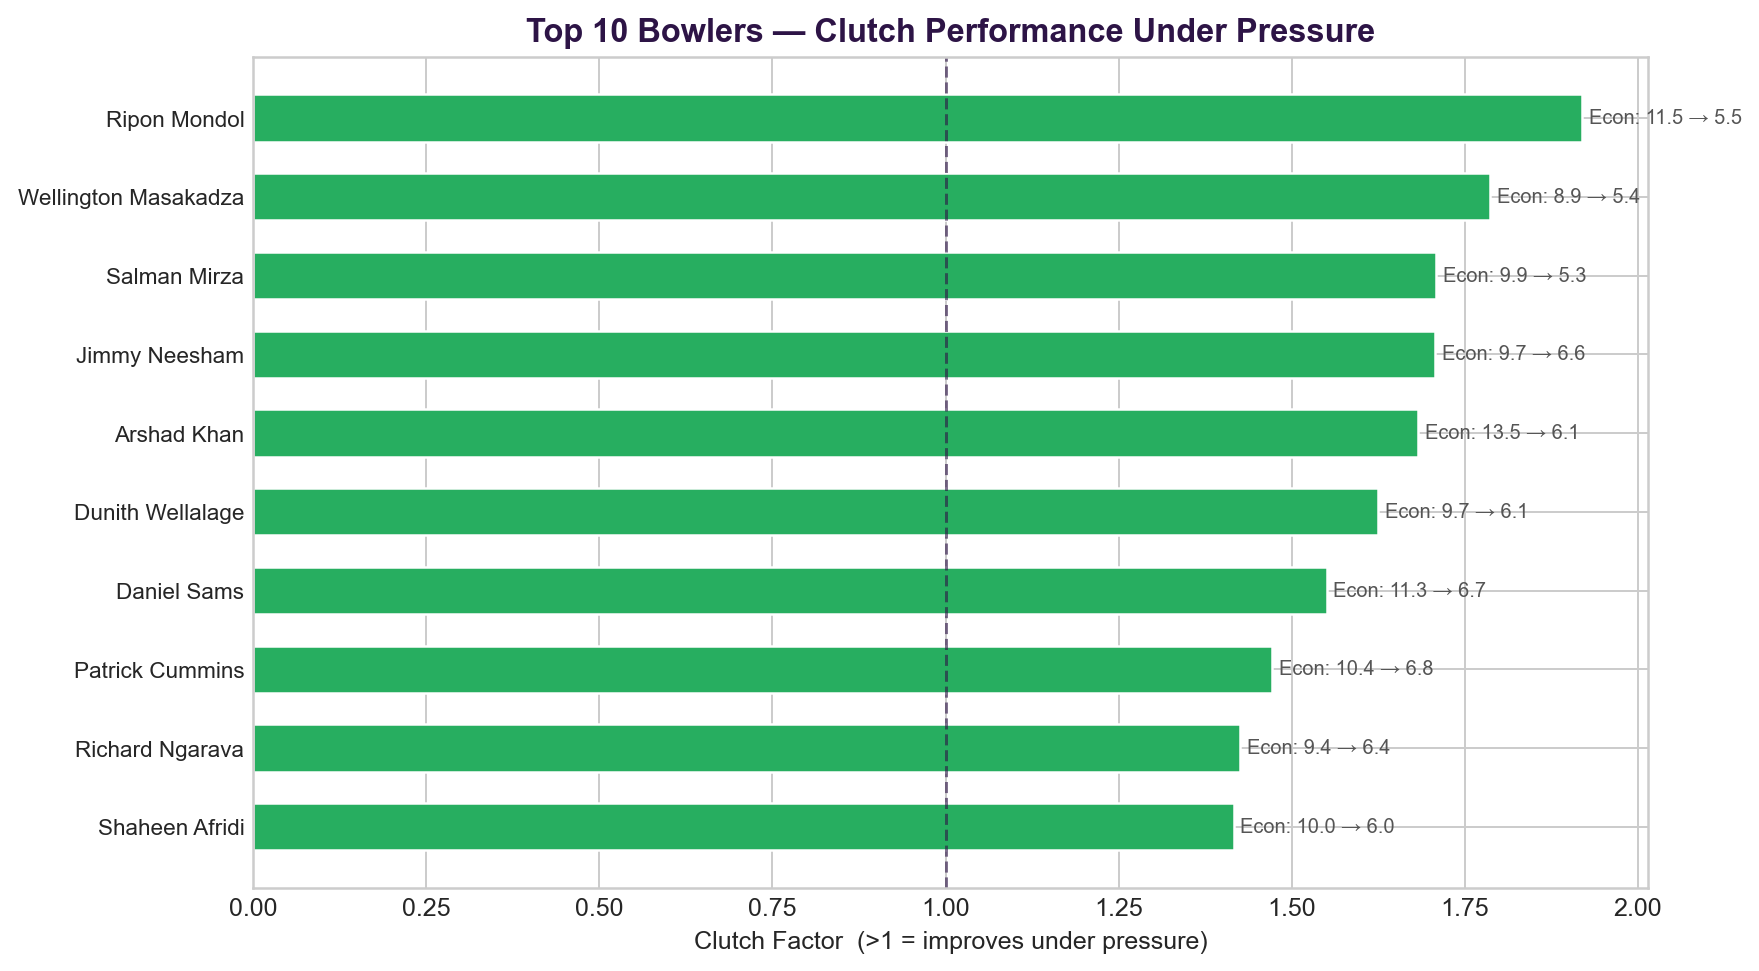 Top 10 Bowlers — Clutch Performance Under Pressure
Ripon Mondol Econ: 11.5 → 5.5
Wellington Masakadza Econ: 8.9 → 5.4
Salman Mirza Econ: 9.9 → 5.3
Jimmy Neesham Econ: 9.7 → 6.6
Arshad Khan Econ: 13.5 → 6.1
Dunith Wellalage Econ: 9.7 → 6.1
Daniel Sams Econ: 11.3 → 6.7
Patrick Cummins Econ: 10.4 → 6.8
Richard Ngarava Econ: 9.4 → 6.4
Shaheen Afridi Econ: 10.0 → 6.0
0.00 0.25 0.50 0.75 1.00 1.25 1.50 1.75 2.00
Clutch Factor  (>1 = improves under pressure)